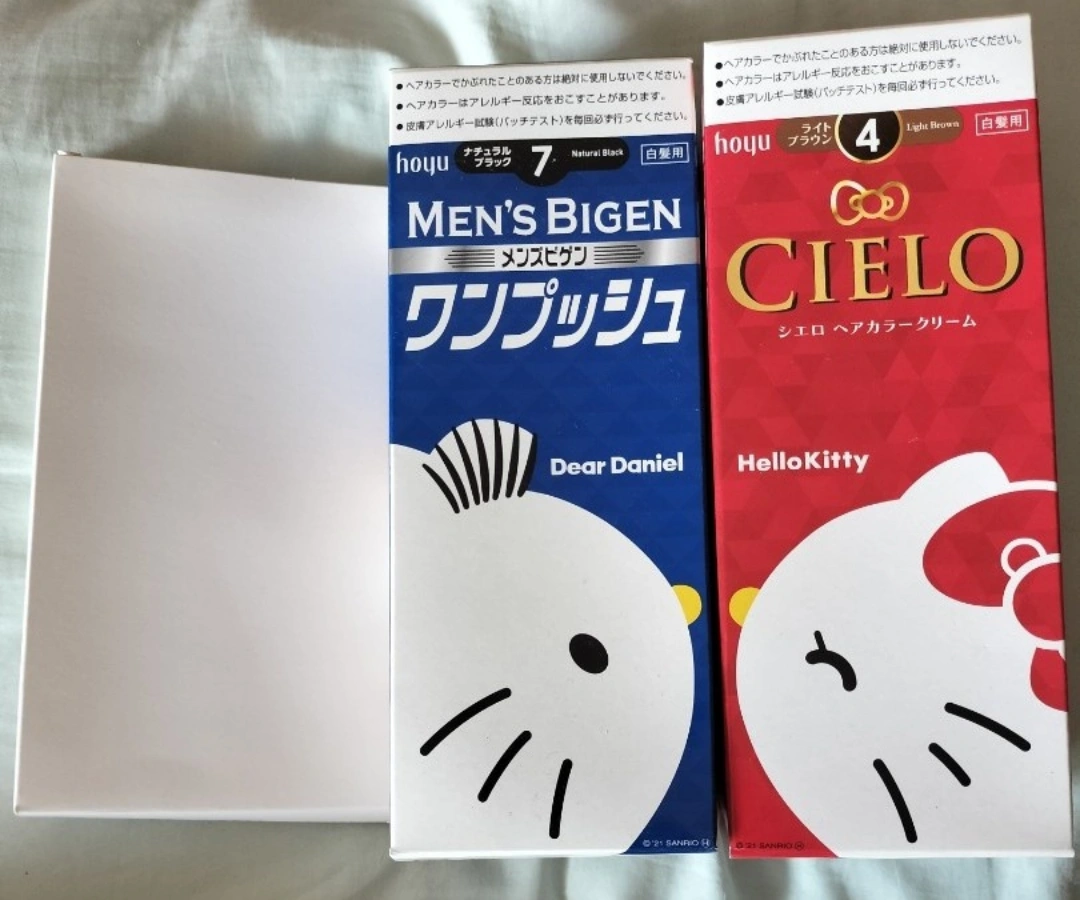 ●ヘアカラーでかぶれたことのある方は絶対に使用しないでください。
●ヘアカラーはアレルギー反応をおこすことがあります。
●皮膚アレルギー試験(パッチテスト)を毎回必ず行ってください。
hoyu ナチュラルブラック 7 Natural Black 白髪用
MEN'S BIGEN
メンズビゲン
ワンプッシュ
Dear Daniel
© '21 SANRIO Ⓗ
●ヘアカラーでかぶれたことのある方は絶対に使用しないでください。
●ヘアカラーはアレルギー反応をおこすことがあります。
●皮膚アレルギー試験(パッチテスト)を毎回必ず行ってください。
hoyu ライトブラウン 4 Light Brown 白髪用
CIELO
シエロ ヘアカラークリーム
HelloKitty
© '21 SANRIO Ⓗ